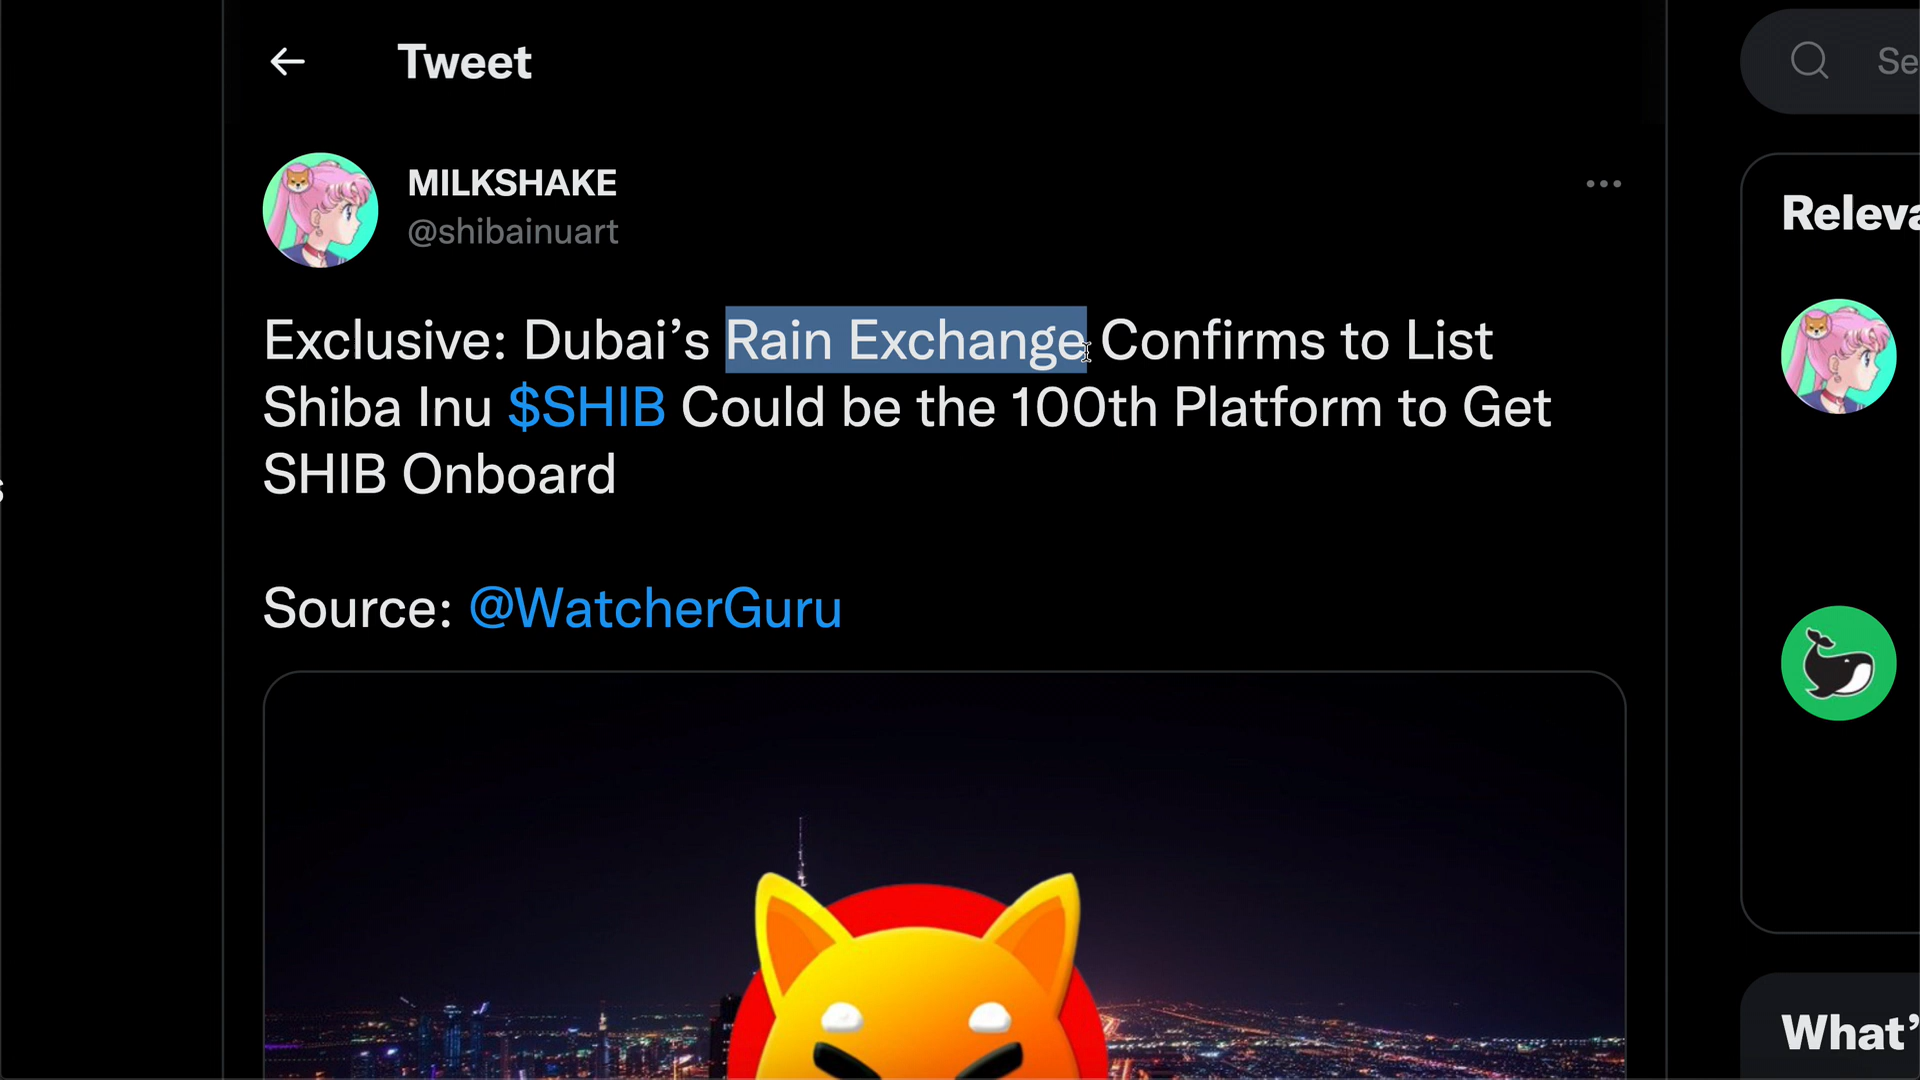 Tweet
Se
MILKSHAKE
@shibainuart
Releva
Exclusive: Dubai’s Rain Exchange Confirms to List
Shiba Inu $SHIB Could be the 100th Platform to Get
SHIB Onboard
Source: @WatcherGuru
What’